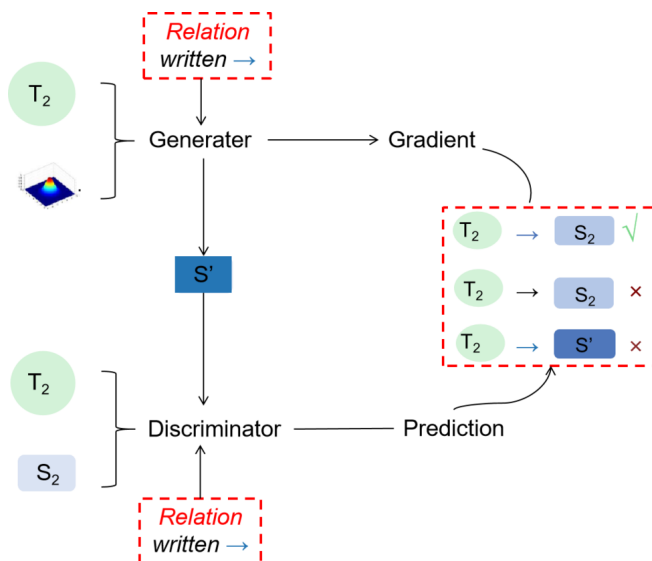 Relation
written →
T₂
Generater
Gradient
T₂ → S₂ √
S'
T₂ → S₂ ×
T₂ → S' ×
T₂
Discriminator
Prediction
S₂
Relation
written →